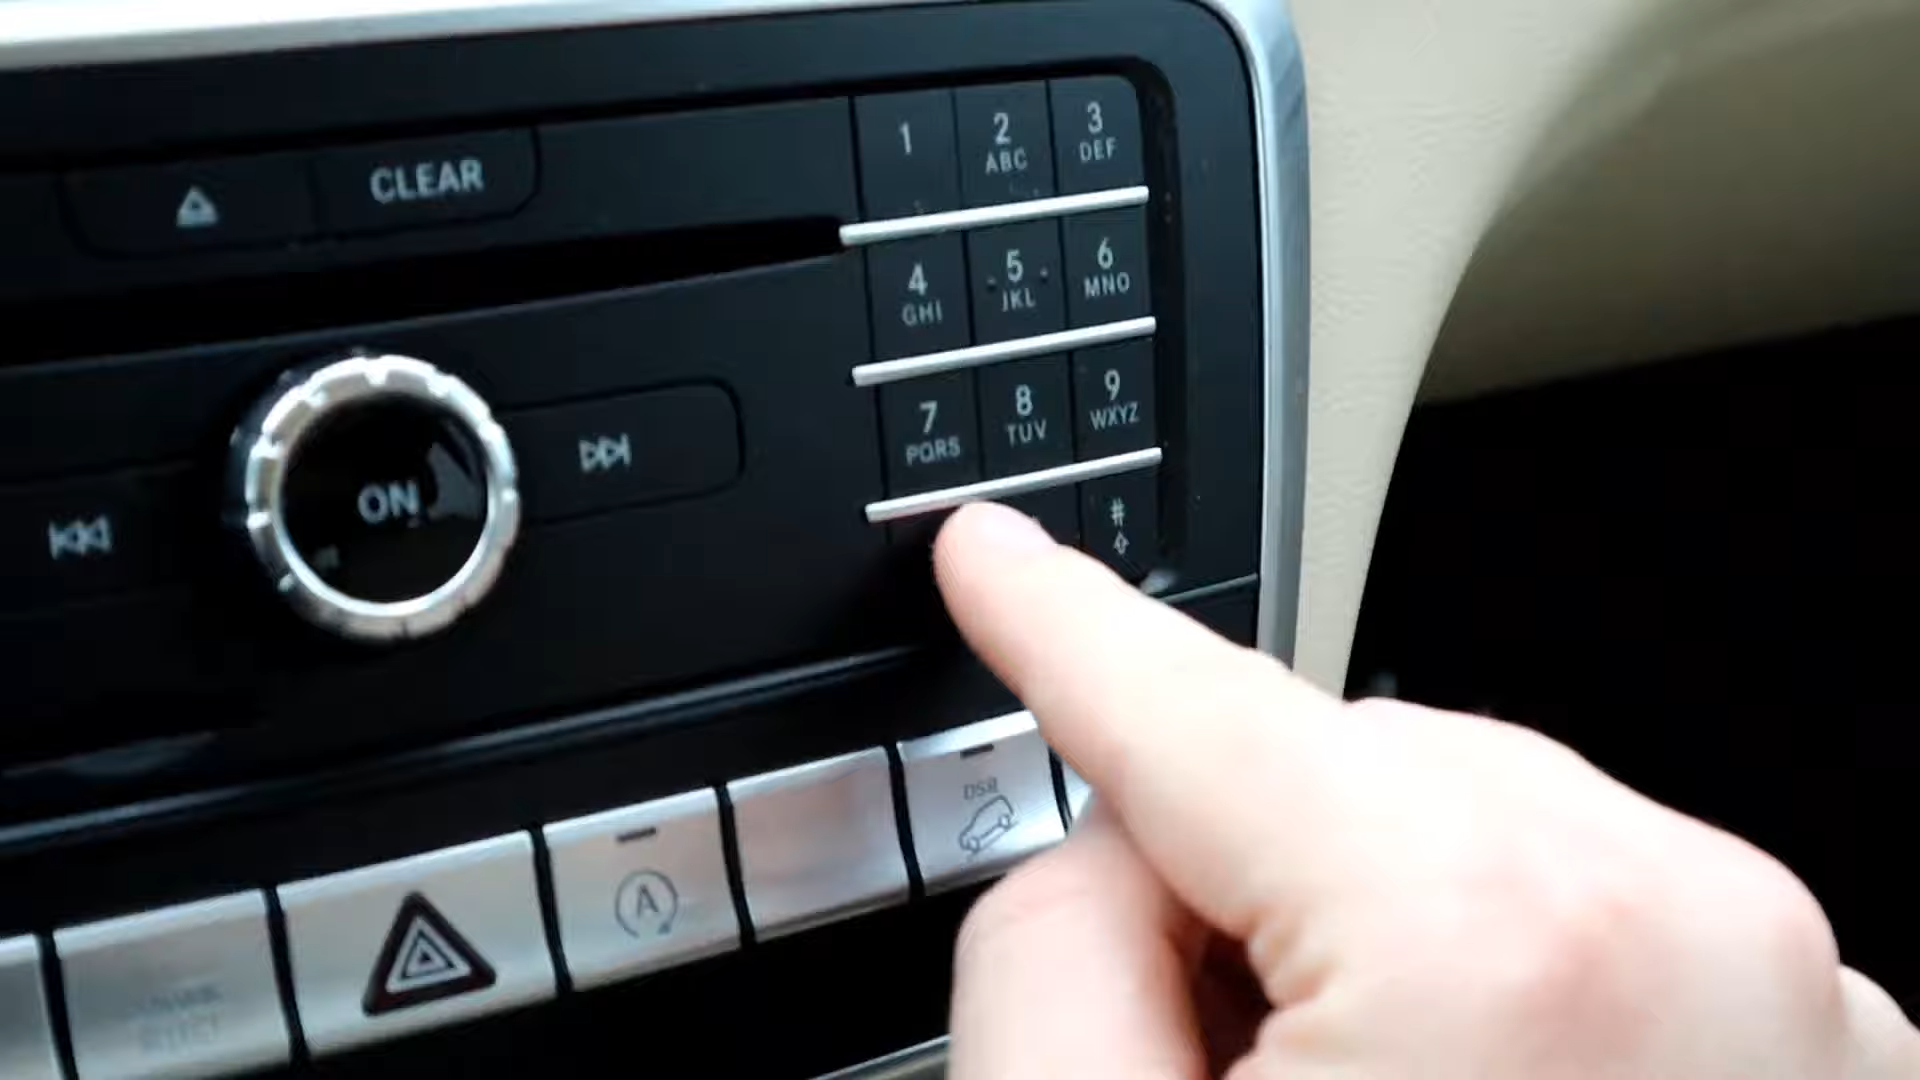 CLEAR
1
2
ABC
3
DEF
4
GHI
5
JKL
6
MNO
7
PQRS
8
TUV
9
WXYZ
#
ON
DSR
A